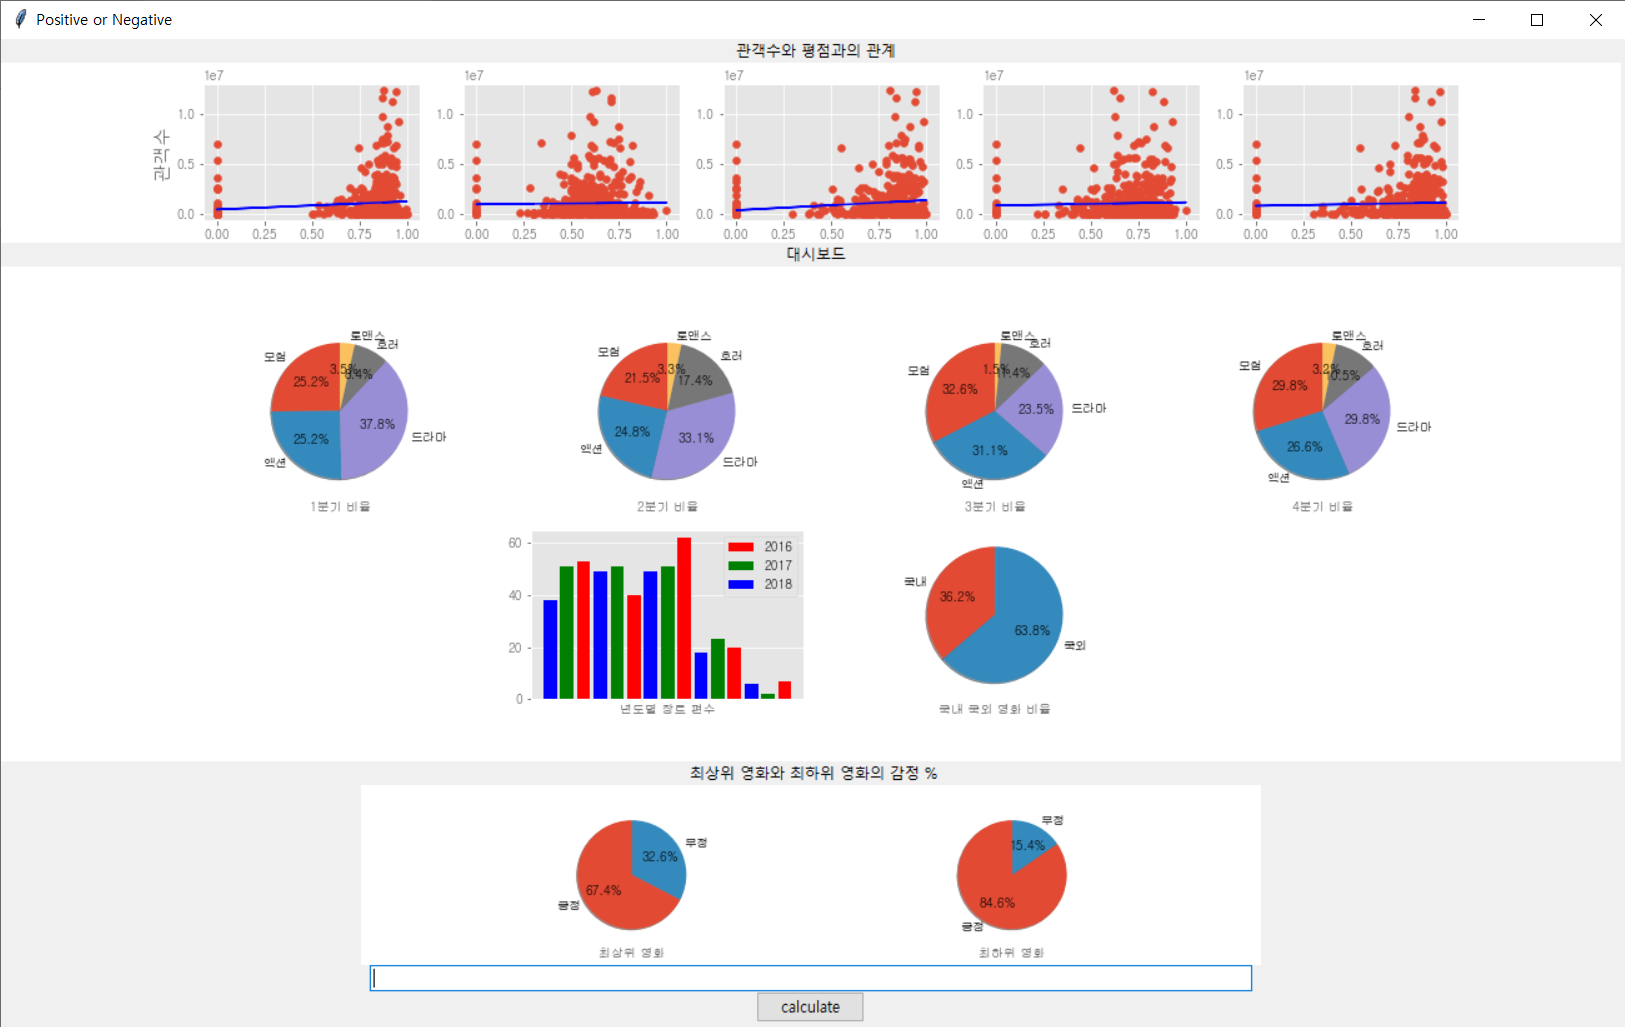 Positive or Negative
관객수와 평점과의 관계
1e7 1e7 1e7 1e7 1e7
관객수
1.0 1.0 1.0 1.0 1.0
0.5 0.5 0.5 0.5 0.5
0.0 0.0 0.0 0.0 0.0
0.00 0.25 0.50 0.75 1.00 0.00 0.25 0.50 0.75 1.00 0.00 0.25 0.50 0.75 1.00 0.00 0.25 0.50 0.75 1.00 0.00 0.25 0.50 0.75 1.00
대시보드
모험 25.2%
액션 25.2%
드라마 37.8%
호러
로맨스 3.5%
1분기 비율
모험 21.5%
액션 24.8%
드라마 33.1%
호러 17.4%
로맨스 3.3%
2분기 비율
모험 32.6%
액션 31.1%
드라마 23.5%
호러
로맨스 1.5%
3분기 비율
모험 29.8%
액션 26.6%
드라마 29.8%
호러
로맨스 3.2%
4분기 비율
60
40
20
0
2016
2017
2018
년도별 장르 편수
국내 36.2%
국외 63.8%
국내 국외 영화 비율
최상위 영화와 최하위 영화의 감정 %
부정 32.6%
긍정 67.4%
최상위 영화
부정 15.4%
긍정 84.6%
최하위 영화
calculate